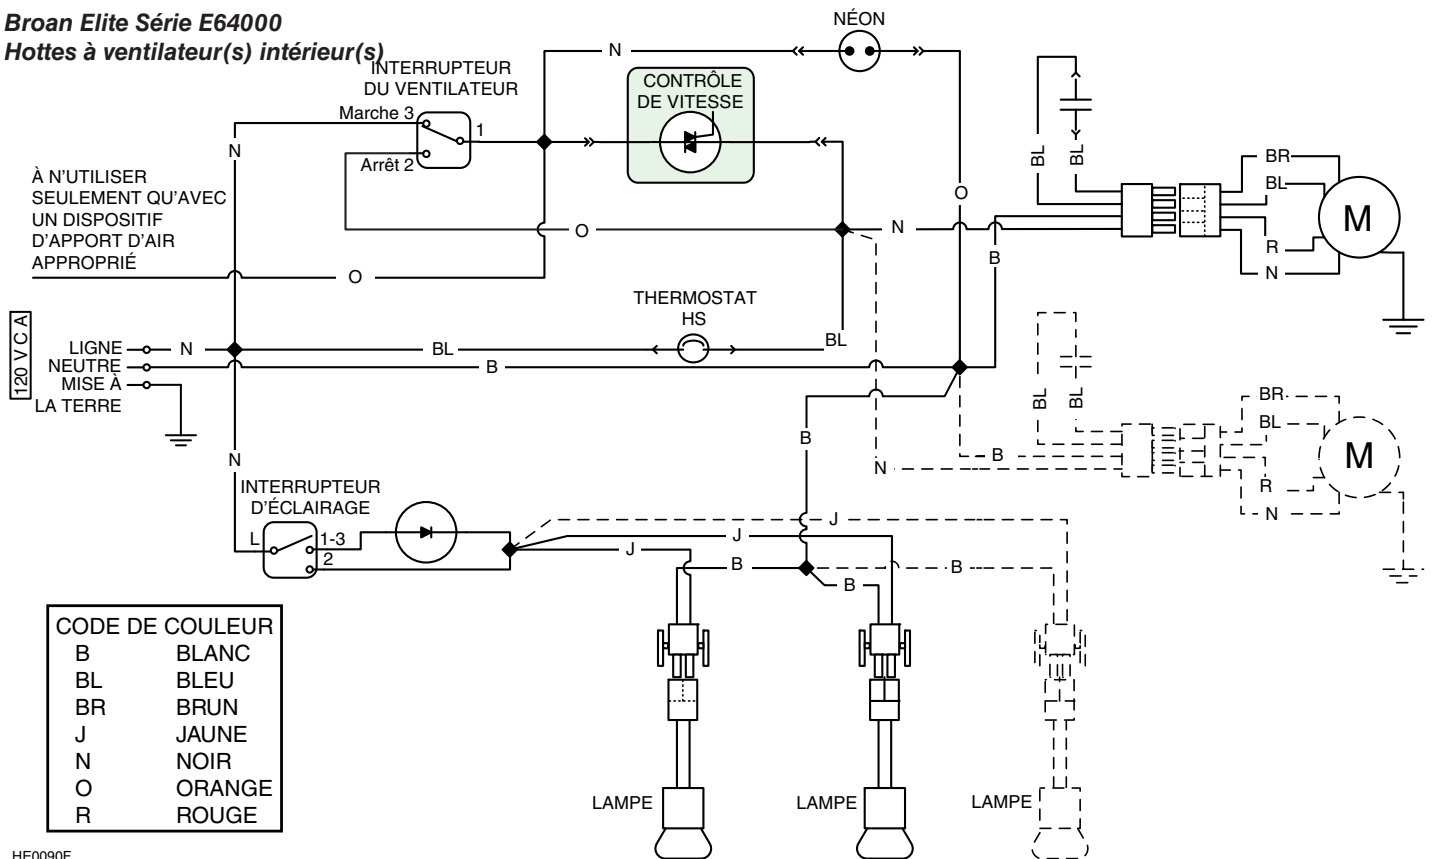 Broan Elite Série E64000
Hottes à ventilateur(s) intérieur(s)
NÉON
N
INTERRUPTEUR
DU VENTILATEUR
CONTRÔLE
DE VITESSE
Marche 3
1
Arrêt 2
N
BL
BL
BR
BL
M
R
N
À N'UTILISER
SEULEMENT QU'AVEC
UN DISPOSITIF
D'APPORT D'AIR
APPROPRIÉ
O
O
N
B
O
THERMOSTAT
HS
120 V C A
LIGNE
N
BL
BL
NEUTRE
B
MISE À
LA TERRE
BL
BL
BR
BL
M
R
N
B
B
N
N
INTERRUPTEUR
D'ÉCLAIRAGE
L
1-3
2
J
J
J
B
B
B
CODE DE COULEUR
B BLANC
BL BLEU
BR BRUN
J JAUNE
N NOIR
O ORANGE
R ROUGE
LAMPE
LAMPE
LAMPE